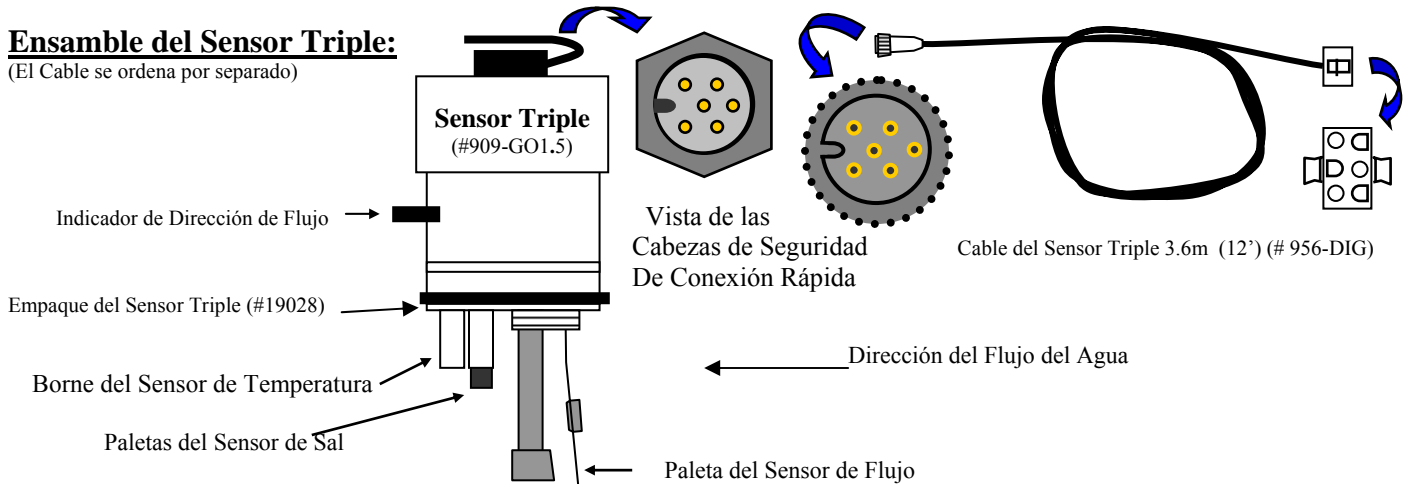 Ensamble del Sensor Triple:
(El Cable se ordena por separado)
Sensor Triple
(#909-GO1.5)
Indicador de Dirección de Flujo
Vista de las
Cabezas de Seguridad
De Conexión Rápida
Cable del Sensor Triple 3.6m (12’) (# 956-DIG)
Empaque del Sensor Triple (#19028)
Dirección del Flujo del Agua
Borne del Sensor de Temperatura
Paletas del Sensor de Sal
Paleta del Sensor de Flujo